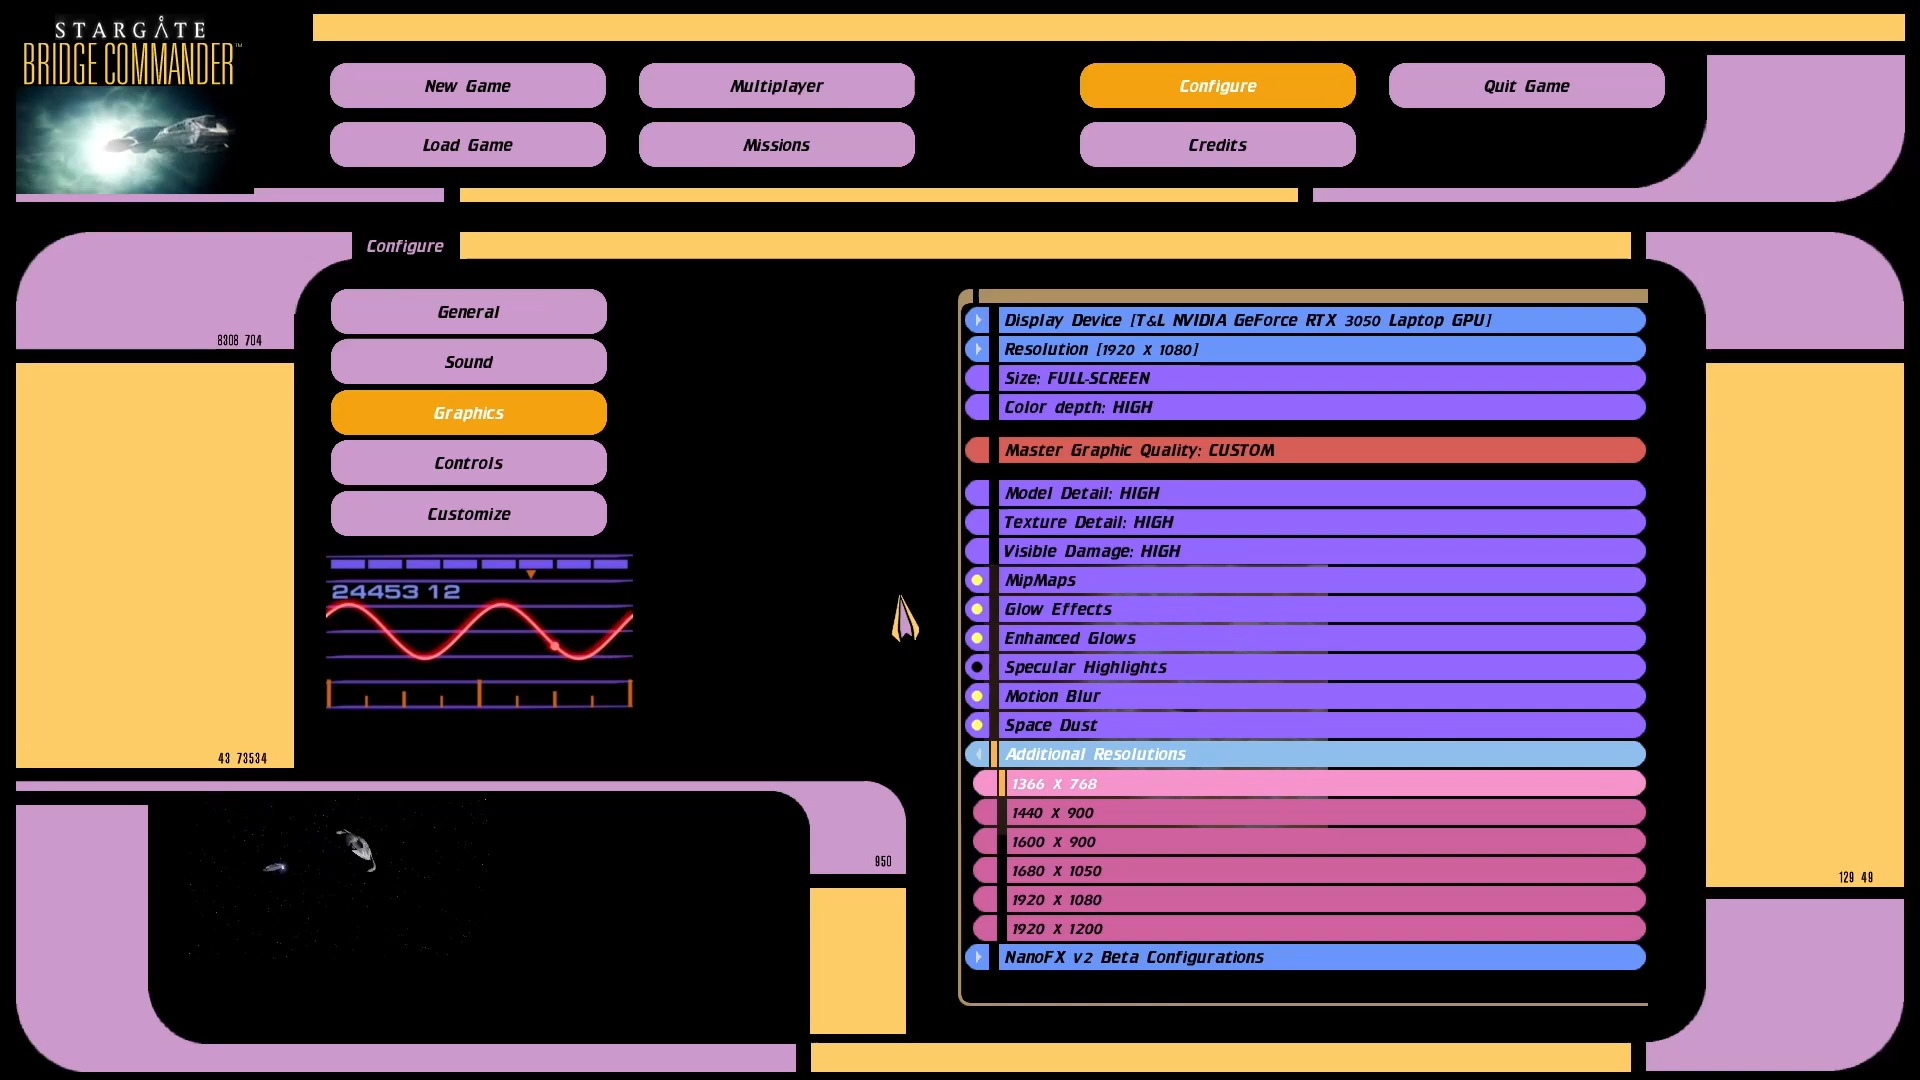 STARGATE
BRIDGE COMMANDER™
New Game
Multiplayer
Configure
Quit Game
Load Game
Missions
Credits
Configure
8308 704
43 73534
General
Sound
Graphics
Controls
Customize
24453 12
Display Device [T&L NVIDIA GeForce RTX 3050 Laptop GPU]
Resolution [1920 X 1080]
Size: FULL-SCREEN
Color depth: HIGH
Master Graphic Quality: CUSTOM
Model Detail: HIGH
Texture Detail: HIGH
Visible Damage: HIGH
MipMaps
Glow Effects
Enhanced Glows
Specular Highlights
Motion Blur
Space Dust
Additional Resolutions
1366 X 768
1440 X 900
1600 X 900
1680 X 1050
1920 X 1080
1920 X 1200
NanoFX v2 Beta Configurations
950
129 49